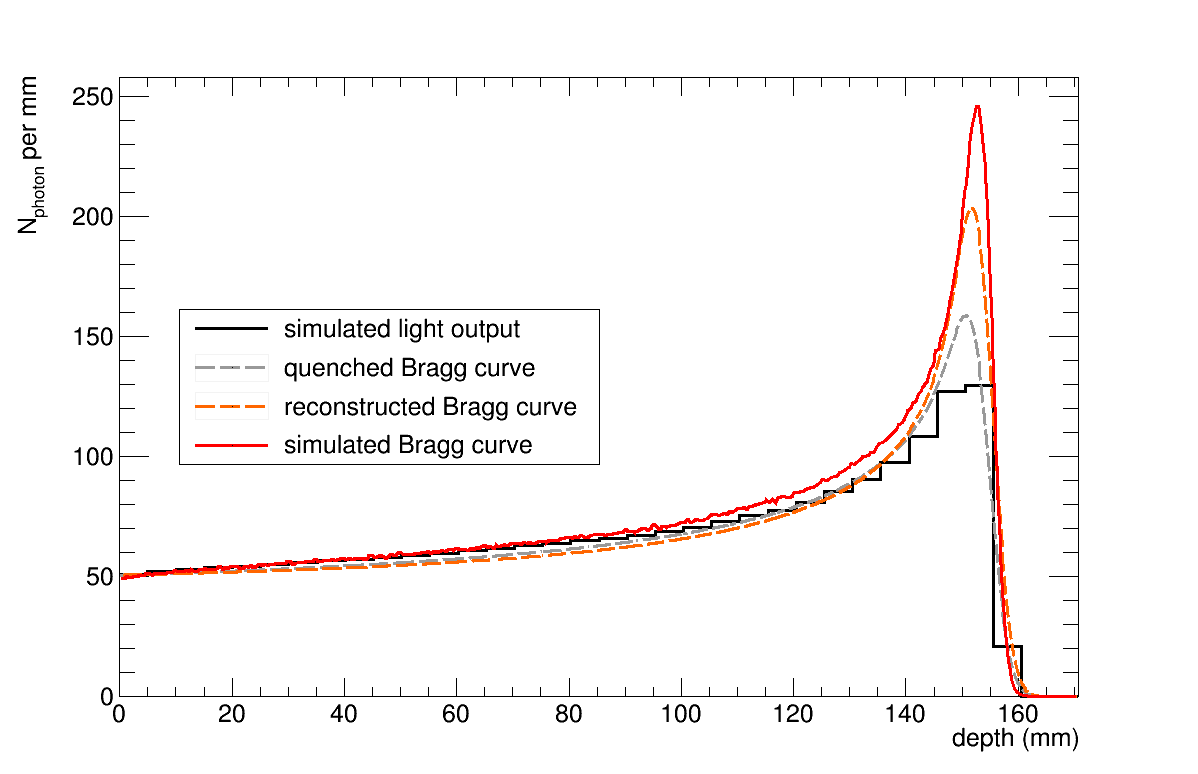 N_photon per mm
250
200
150
100
50
0
simulated light output
quenched Bragg curve
reconstructed Bragg curve
simulated Bragg curve
0 20 40 60 80 100 120 140 160
depth (mm)